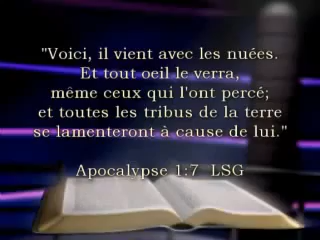 "Voici, il vient avec les nuées.
Et tout oeil le verra,
même ceux qui l'ont percé;
et toutes les tribus de la terre
se lamenteront à cause de lui."
Apocalypse 1:7 LSG